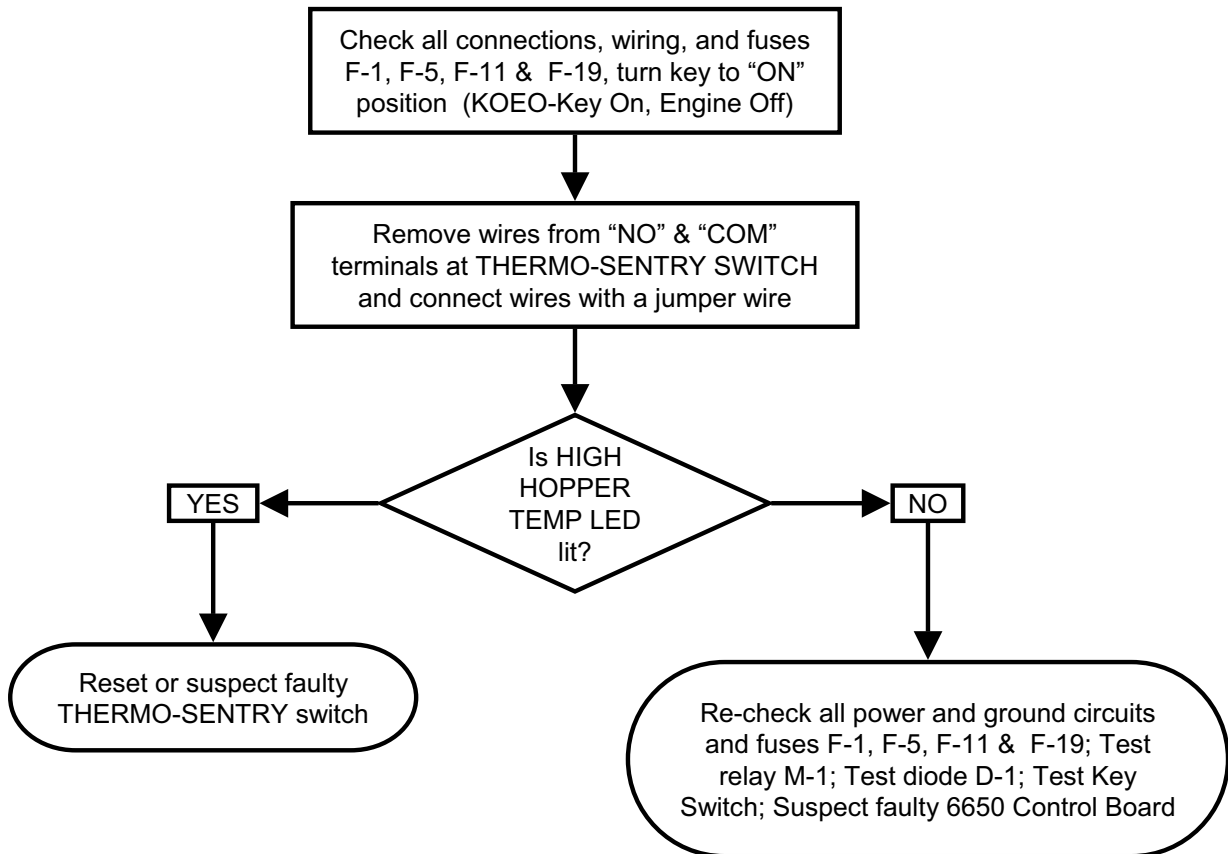 Check all connections, wiring, and fuses
F-1, F-5, F-11 & F-19, turn key to “ON”
position (KOEO-Key On, Engine Off)
Remove wires from “NO” & “COM”
terminals at THERMO-SENTRY SWITCH
and connect wires with a jumper wire
Is HIGH
HOPPER
TEMP LED
lit?
YES
NO
Reset or suspect faulty
THERMO-SENTRY switch
Re-check all power and ground circuits
and fuses F-1, F-5, F-11 & F-19; Test
relay M-1; Test diode D-1; Test Key
Switch; Suspect faulty 6650 Control Board